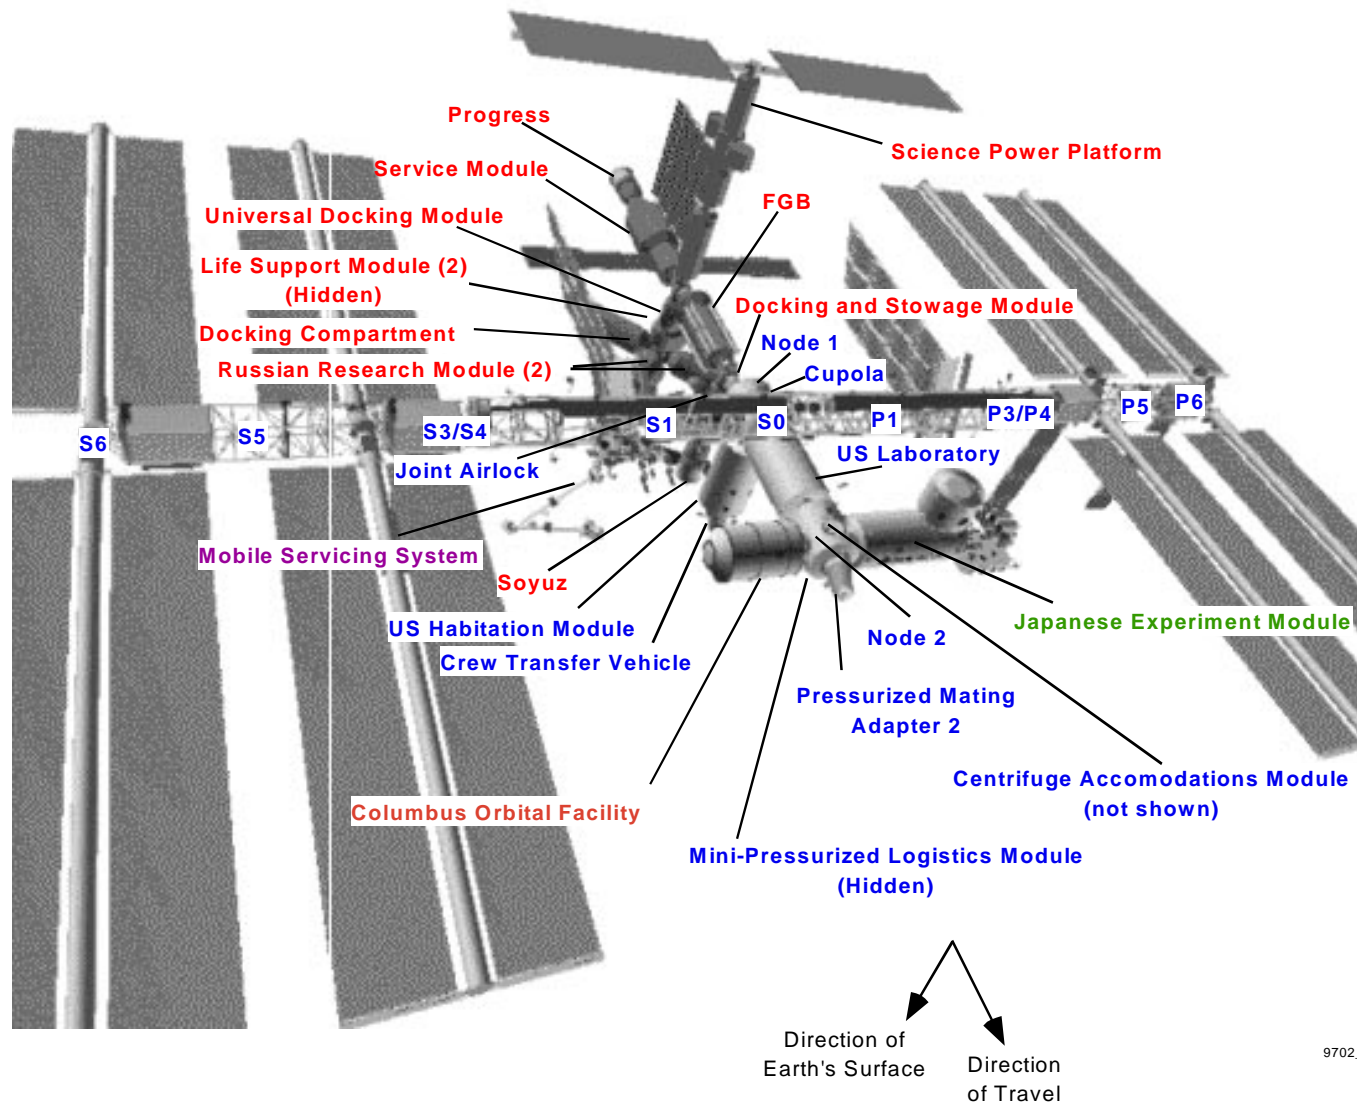 Progress
Science Power Platform
Service Module
FGB
Universal Docking Module
Life Support Module (2)
(Hidden)
Docking and Stowage Module
Docking Compartment
Node 1
Russian Research Module (2)
Cupola
S6
S5
S3/S4
S1
S0
P1
P3/P4
P5
P6
Joint Airlock
US Laboratory
Mobile Servicing System
Soyuz
US Habitation Module
Japanese Experiment Module
Node 2
Crew Transfer Vehicle
Pressurized Mating
Adapter 2
Centrifuge Accomodations Module
(not shown)
Columbus Orbital Facility
Mini-Pressurized Logistics Module
(Hidden)
Direction of
Earth's Surface
Direction
of Travel
9702_